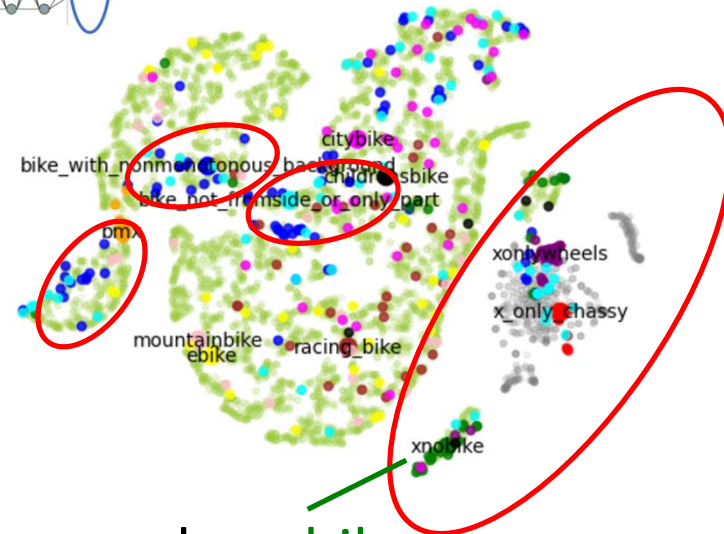 citybike
bike_with_nonmonotonous_background
childrensbike
bike_not_fromside_or_only_part
bmx
xonlywheels
x_only_chassy
mountainbike
racing_bike
ebike
xnobike